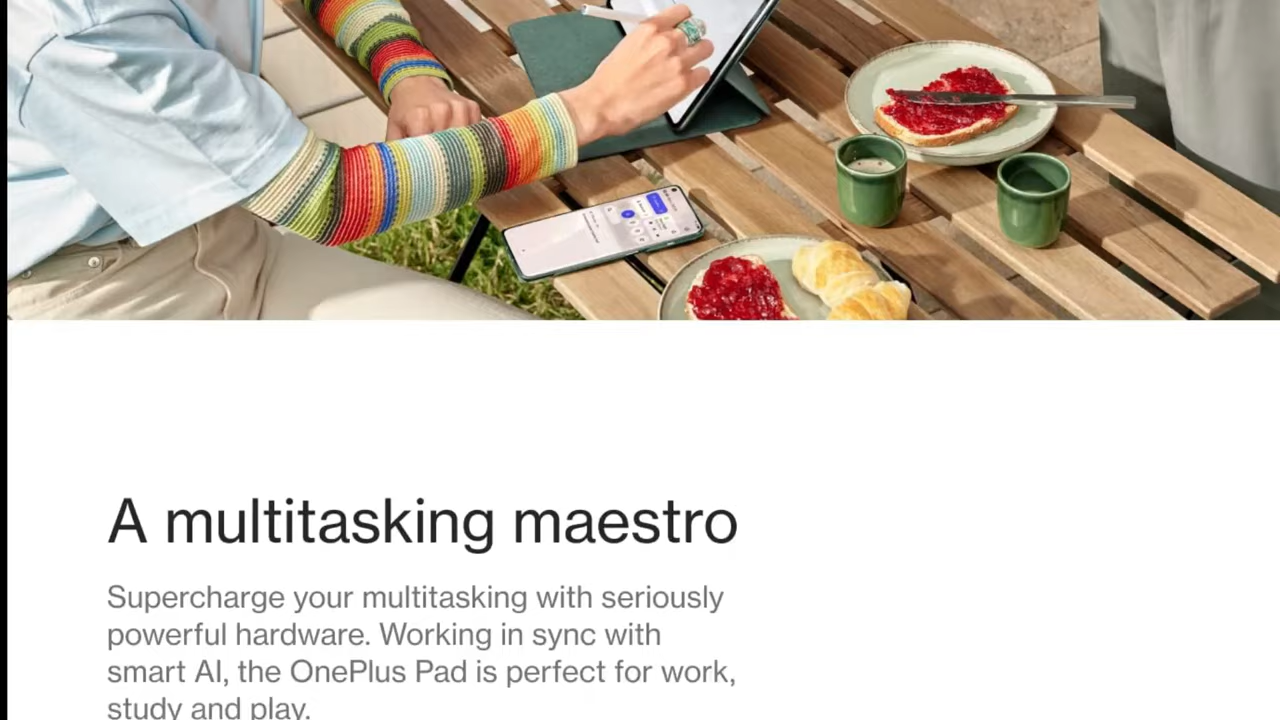 A multitasking maestro
Supercharge your multitasking with seriously
powerful hardware. Working in sync with
smart AI, the OnePlus Pad is perfect for work,
study and play.